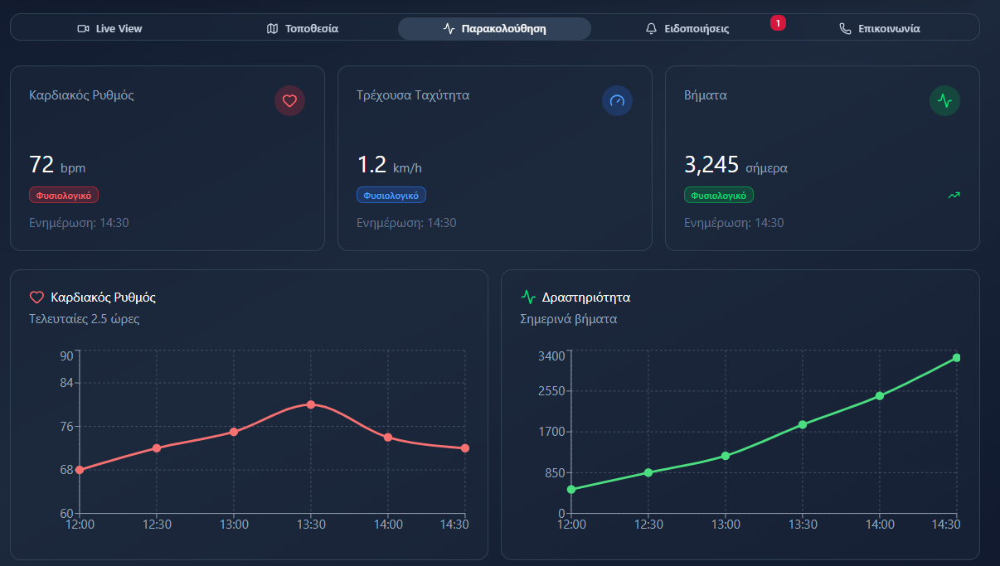 Live View
Τοποθεσία
Παρακολούθηση
Ειδοποιήσεις
1
Επικοινωνία
Καρδιακός Ρυθμός
72 bpm
Φυσιολογικό
Ενημέρωση: 14:30
Τρέχουσα Ταχύτητα
1.2 km/h
Φυσιολογικό
Ενημέρωση: 14:30
Βήματα
3,245 σήμερα
Φυσιολογικό
Ενημέρωση: 14:30
Καρδιακός Ρυθμός
Τελευταίες 2.5 ώρες
90
84
76
68
60
12:00 12:30 13:00 13:30 14:00 14:30
Δραστηριότητα
Σημερινά βήματα
3400
2550
1700
850
0
12:00 12:30 13:00 13:30 14:00 14:30